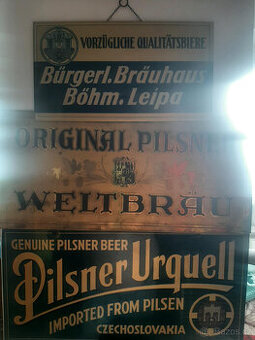 VORZÜGLICHE QUALITÄTSBIERE
Bürgerl. Bräuhaus
Böhm. Leipa
ORIGINAL PILSNER
WELTBRÄU
GENUINE PILSNER BEER
Pilsner Urquell
IMPORTED FROM PILSEN
CZECHOSLOVAKIA